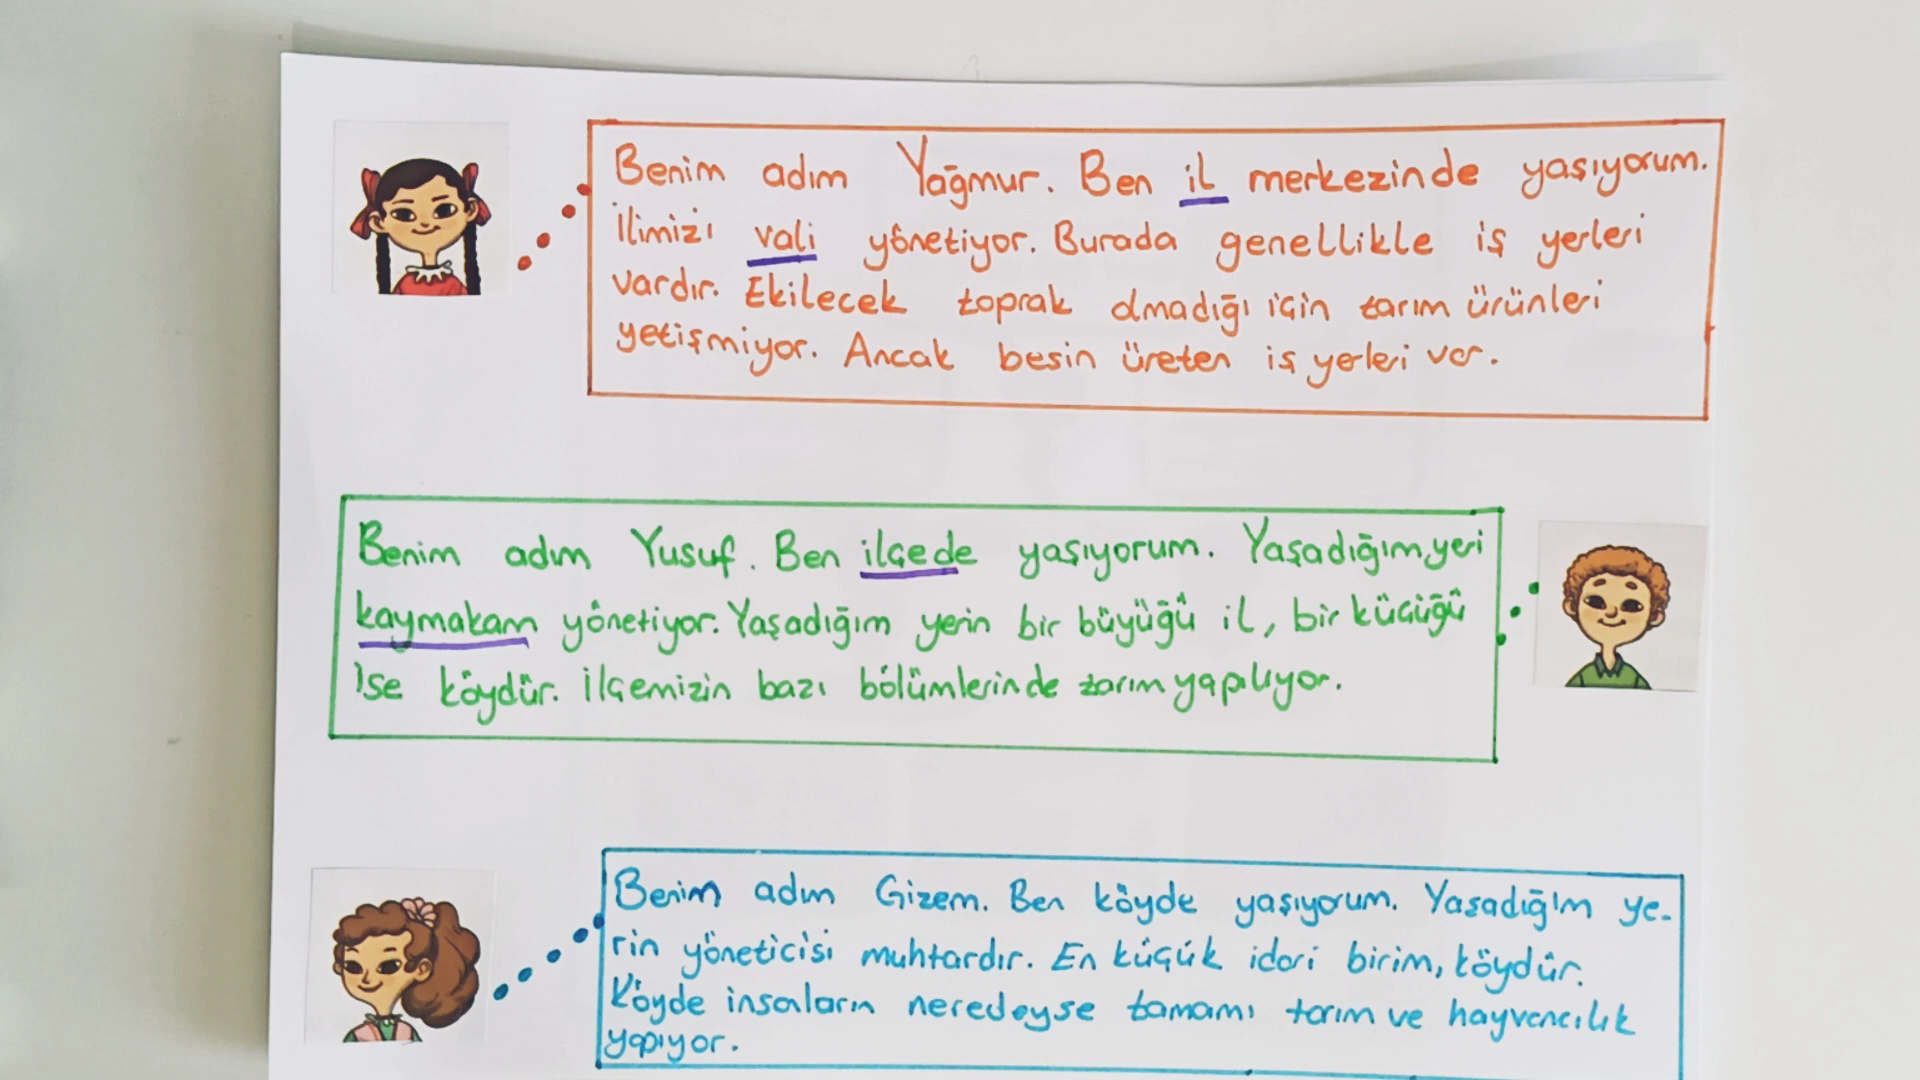 Benim adım Yağmur. Ben il merkezinde yaşıyorum.
İlimizi vali yönetiyor. Burada genellikle iş yerleri
vardır. Ekilecek toprak olmadığı için tarım ürünleri
yetişmiyor. Ancak besin üreten iş yerleri var.
Benim adım Yusuf. Ben ilçede yaşıyorum. Yaşadığım yeri
kaymakam yönetiyor. Yaşadığım yerin bir büyüğü il, bir küçüğü
ise köydür. İlçemizin bazı bölümlerinde tarım yapılıyor.
Benim adım Gizem. Ben köyde yaşıyorum. Yaşadığım ye-
rin yöneticisi muhtardır. En küçük idari birim, köydür.
Köyde insanların neredeyse tamamı tarım ve hayvancılık
yapıyor.